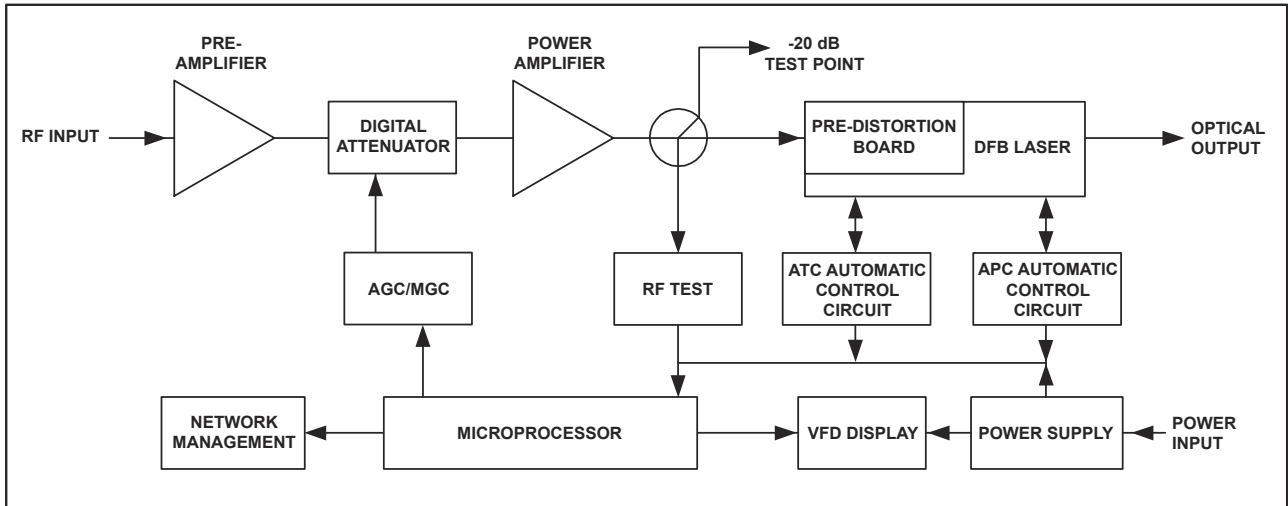 PRE-
AMPLIFIER
POWER
AMPLIFIER
-20 dB
TEST POINT
RF INPUT
DIGITAL
ATTENUATOR
PRE-DISTORTION
BOARD
DFB LASER
OPTICAL
OUTPUT
AGC/MGC
RF TEST
ATC AUTOMATIC
CONTROL
CIRCUIT
APC AUTOMATIC
CONTROL
CIRCUIT
NETWORK
MANAGEMENT
MICROPROCESSOR
VFD DISPLAY
POWER SUPPLY
POWER
INPUT